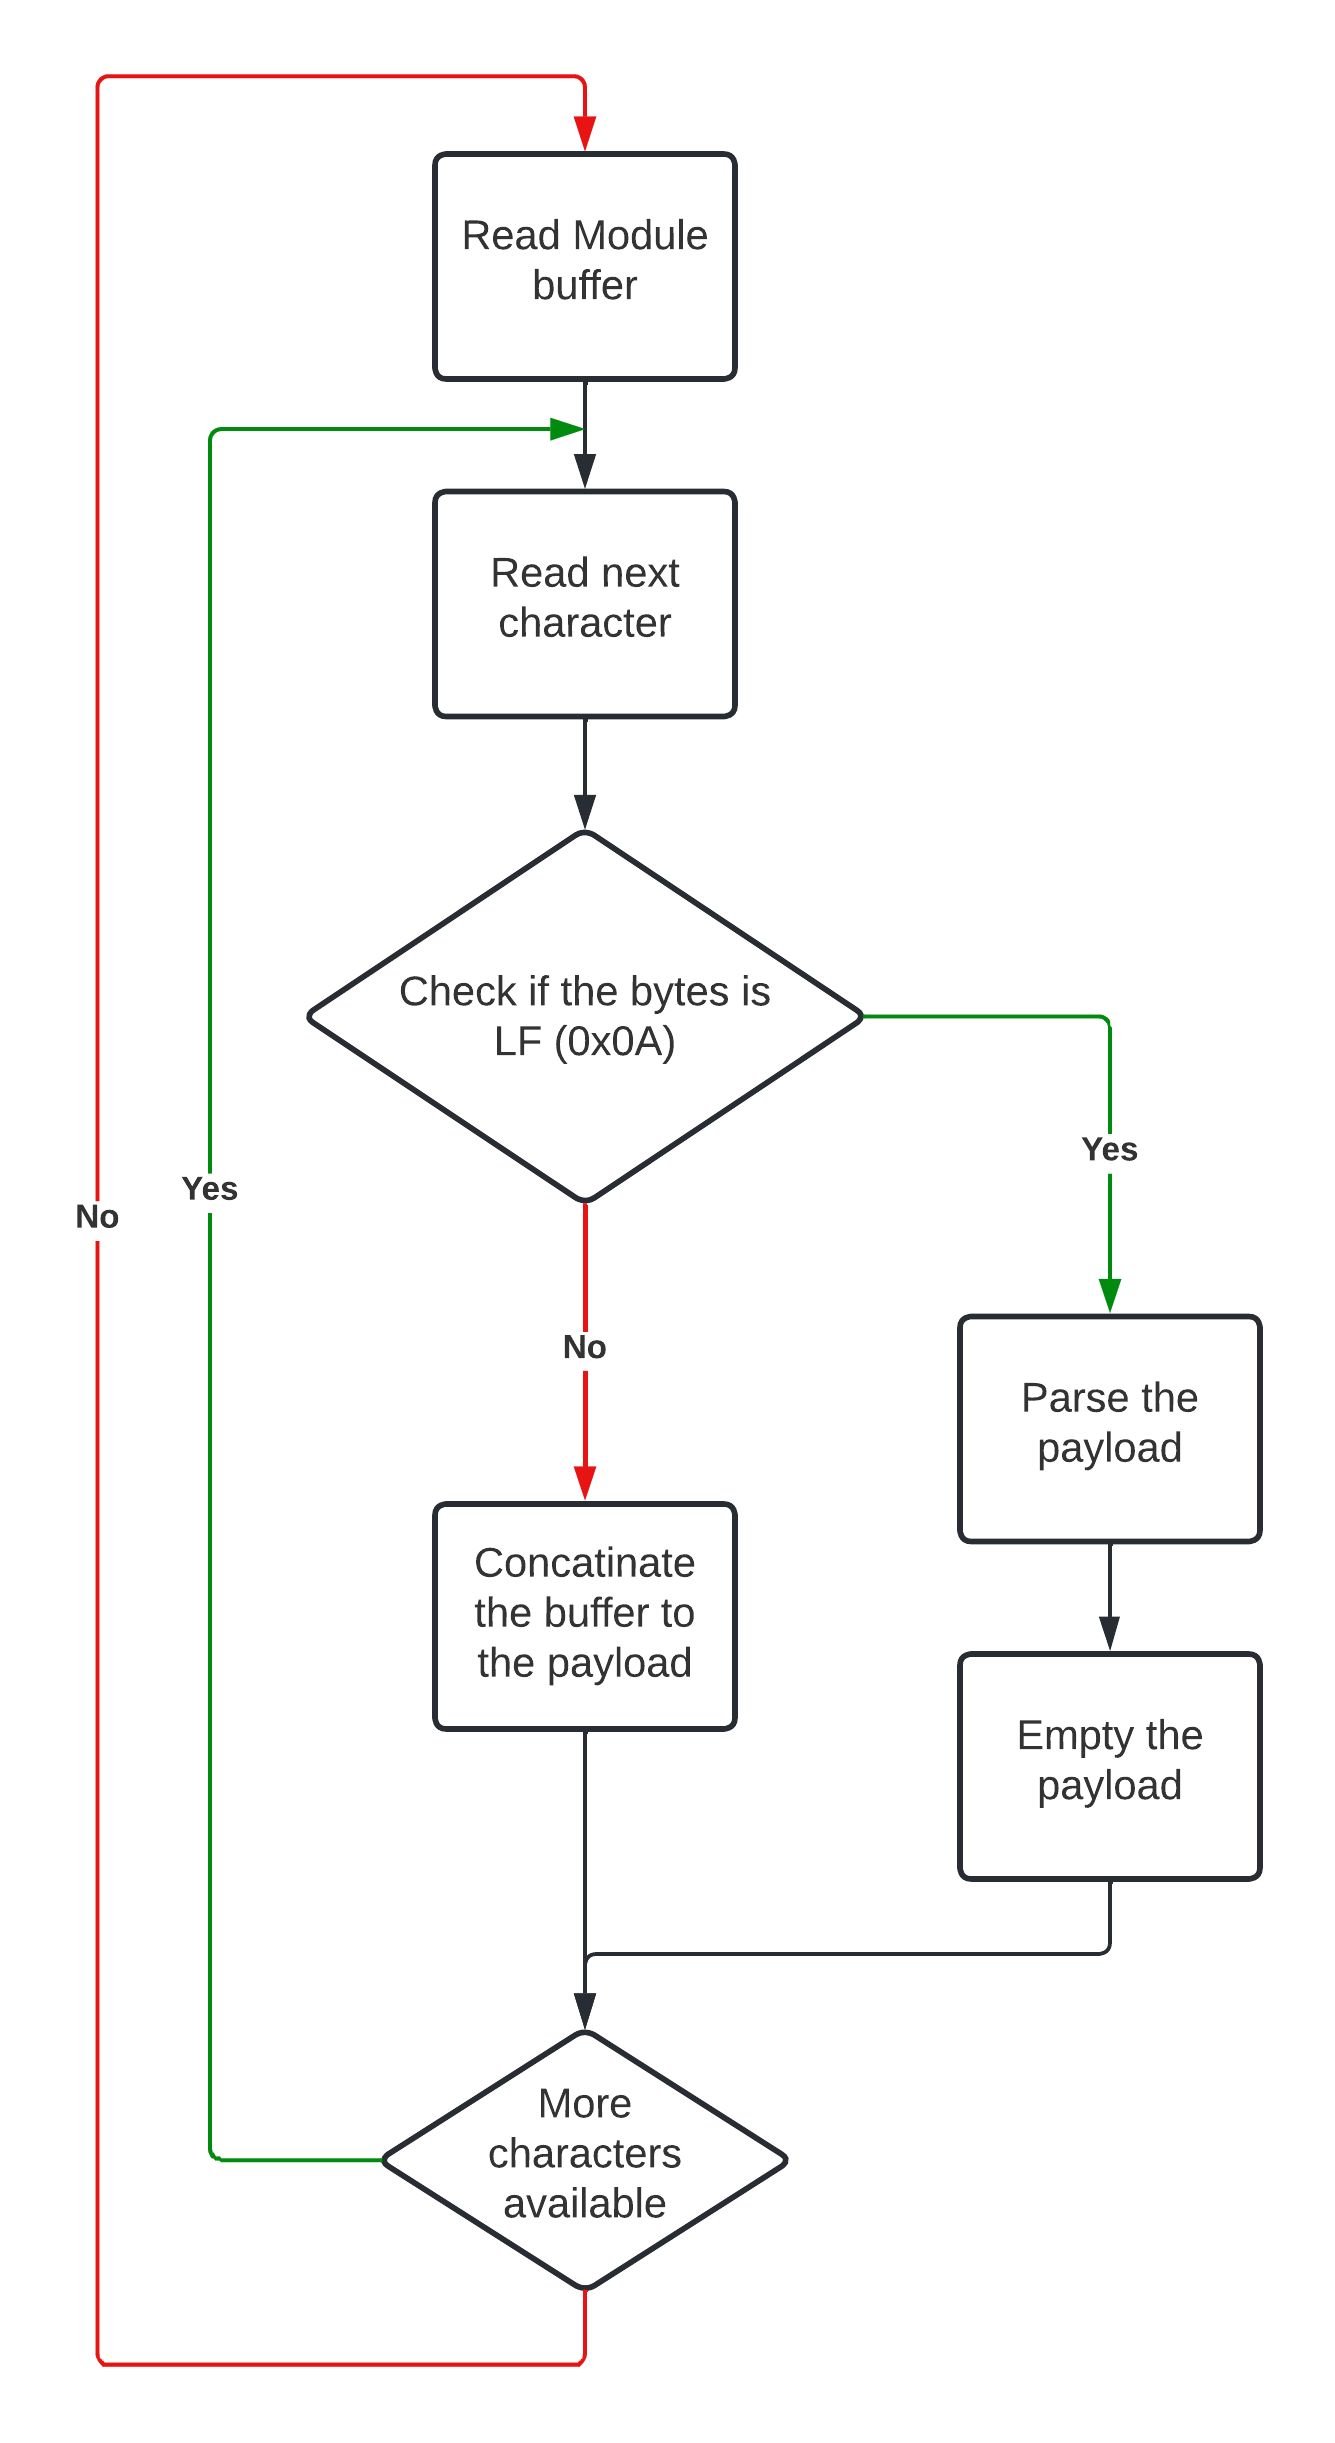 Read Module
buffer
Read next
character
Check if the bytes is
LF (0x0A)
Yes
Yes
No
No
Parse the
payload
Concatinate
the buffer to
the payload
Empty the
payload
More
characters
available